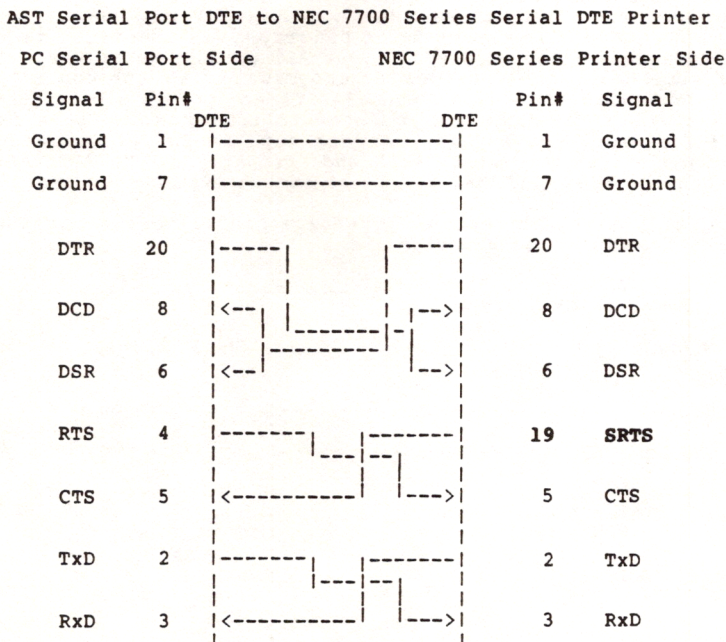 AST Serial Port DTE to NEC 7700 Series Serial DTE Printer
PC Serial Port Side NEC 7700 Series Printer Side
Signal Pin# Pin# Signal
DTE DTE
Ground 1 1 Ground
Ground 7 7 Ground
DTR 20 20 DTR
DCD 8 8 DCD
DSR 6 6 DSR
RTS 4 19 SRTS
CTS 5 5 CTS
TxD 2 2 TxD
RxD 3 3 RxD